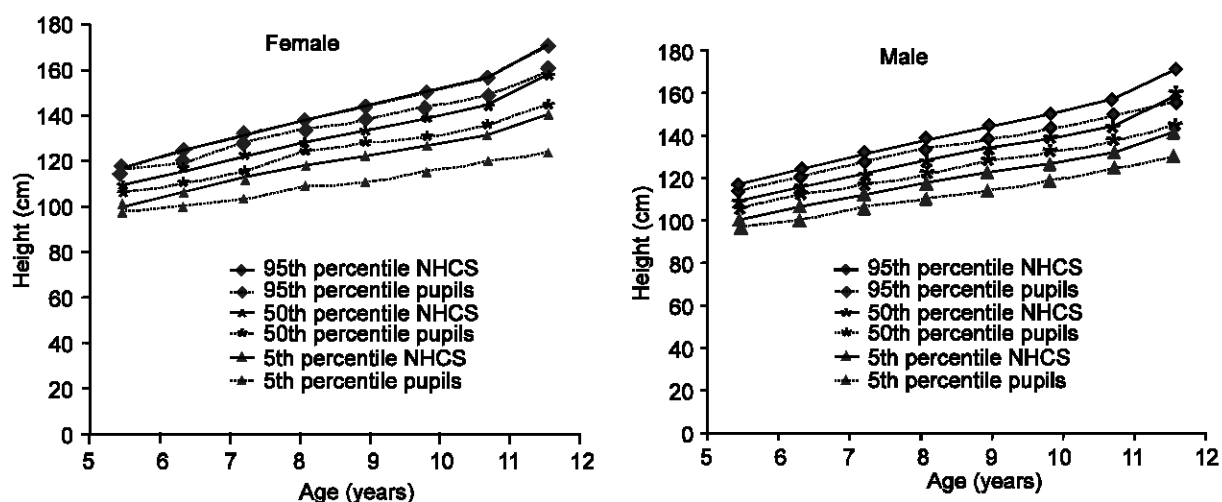 Female
Height (cm)
180
160
140
120
100
80
60
40
20
0
95th percentile NHCS
95th percentile pupils
50th percentile NHCS
50th percentile pupils
5th percentile NHCS
5th percentile pupils
5 6 7 8 9 10 11 12
Age (years)
Male
Height (cm)
180
160
140
120
100
80
60
40
20
0
95th percentile NHCS
95th percentile pupils
50th percentile NHCS
50th percentile pupils
5th percentile NHCS
5th percentile pupils
5 6 7 8 9 10 11 12
Age (years)